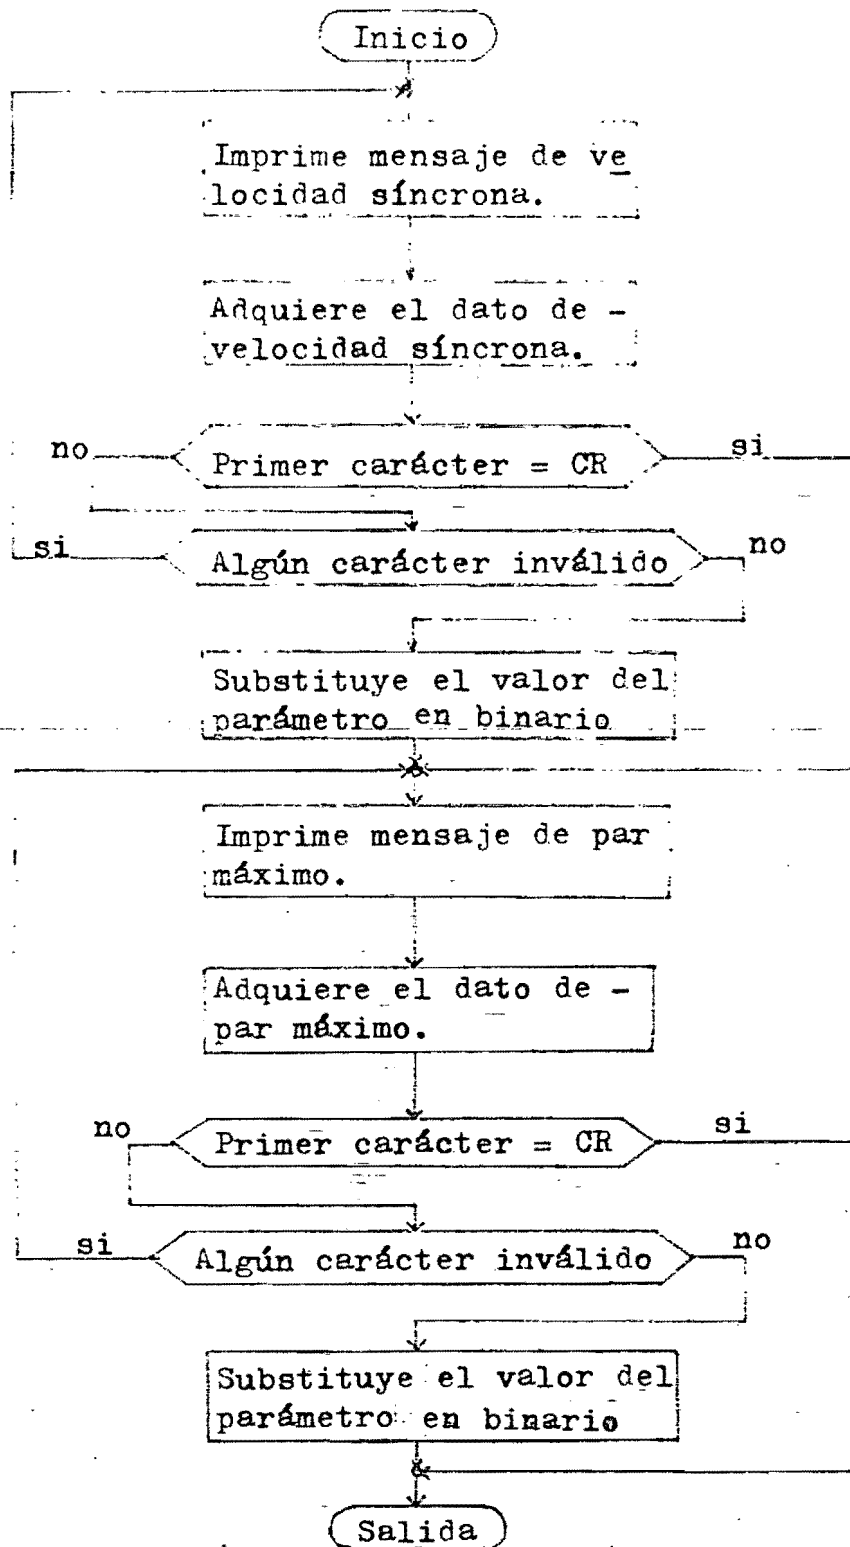 Inicio
Imprime mensaje de ve
locidad síncrona.
Adquiere el dato de -
velocidad síncrona.
no
Primer carácter = CR
si
si
Algún carácter inválido
no
Substituye el valor del
parámetro en binario
Imprime mensaje de par
máximo.
Adquiere el dato de -
par máximo.
no
Primer carácter = CR
si
si
Algún carácter inválido
no
Substituye el valor del
parámetro en binario
Salida